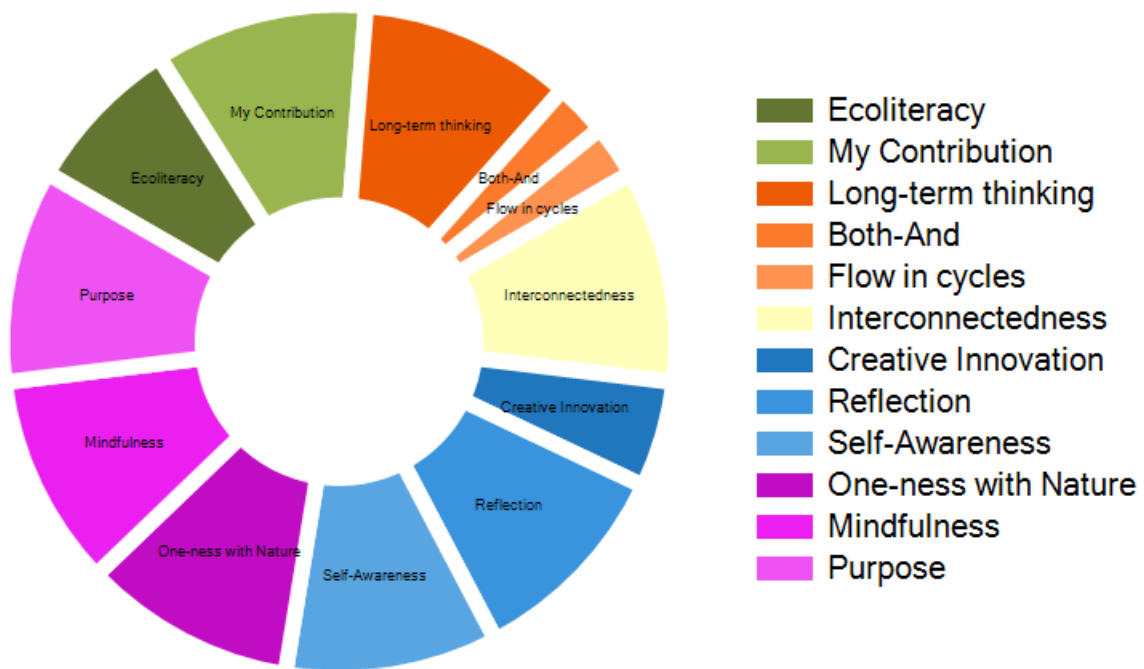 My Contribution
Long-term thinking
Both-And
Flow in cycles
Ecoliteracy
Purpose
Interconnectedness
Creative Innovation
Mindfulness
Reflection
One-ness with Nature
Self-Awareness
Ecoliteracy
My Contribution
Long-term thinking
Both-And
Flow in cycles
Interconnectedness
Creative Innovation
Reflection
Self-Awareness
One-ness with Nature
Mindfulness
Purpose